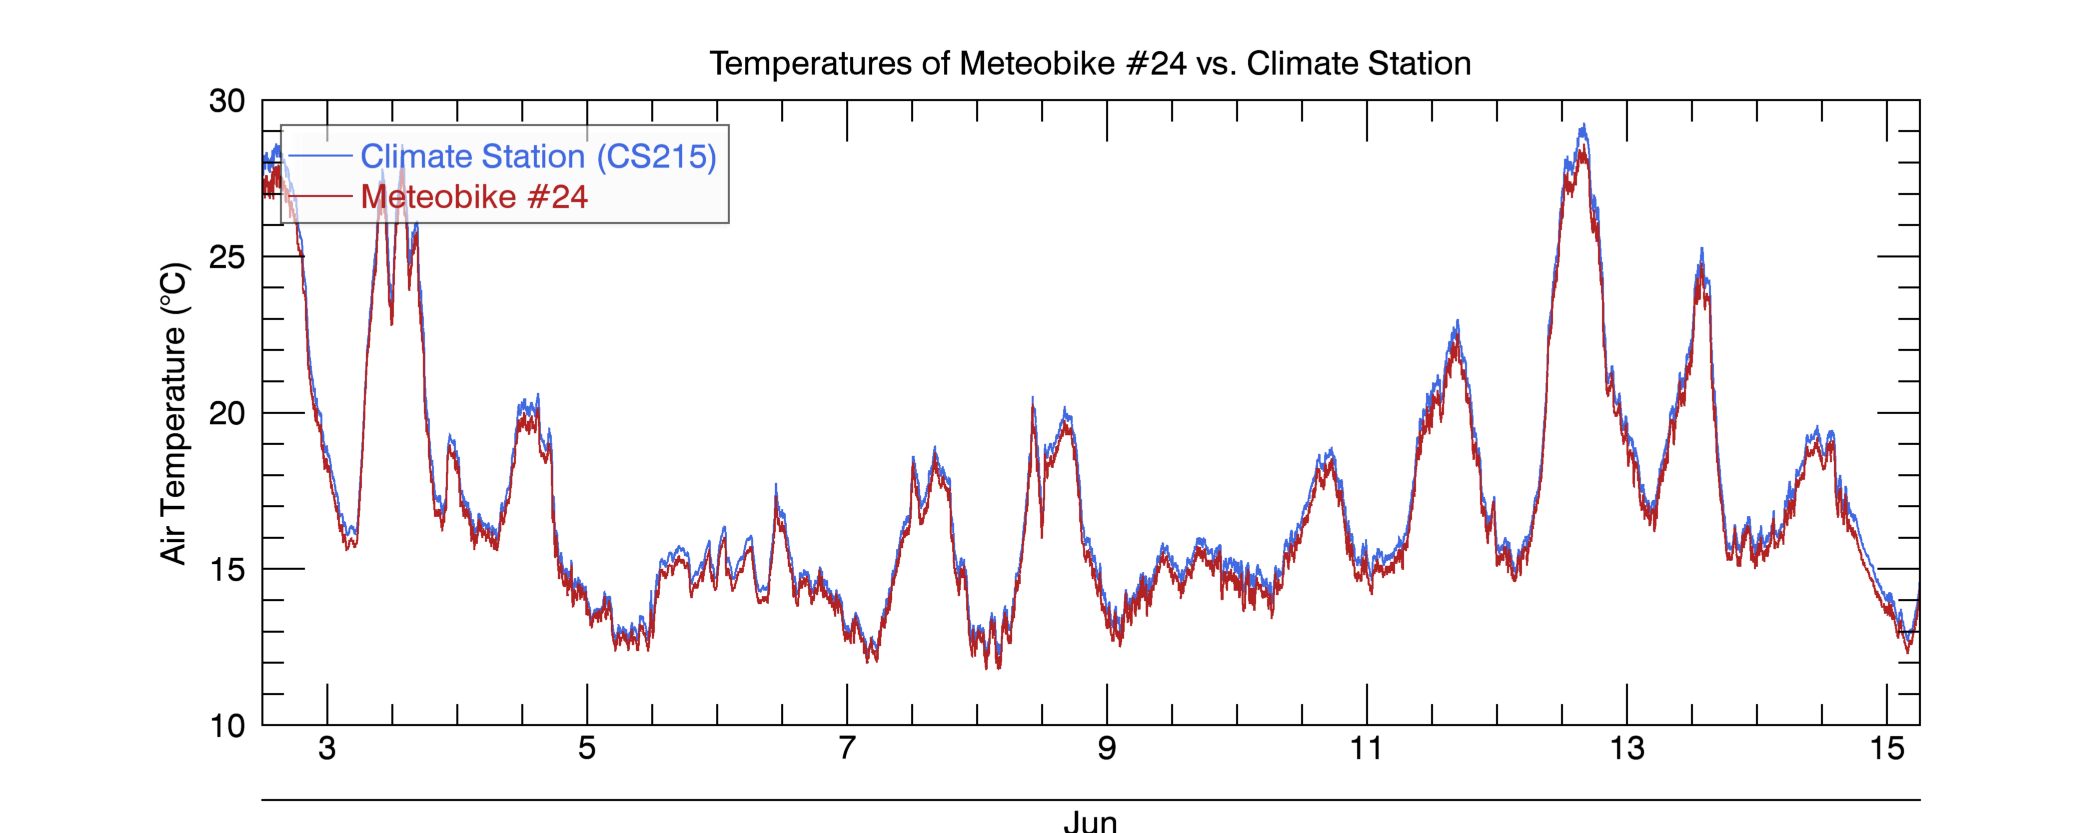 Temperatures of Meteobike #24 vs. Climate Station
30
Climate Station (CS215)
Meteobike #24
25
20
15
10
Air Temperature (°C)
3 5 7 9 11 13 15
Jun